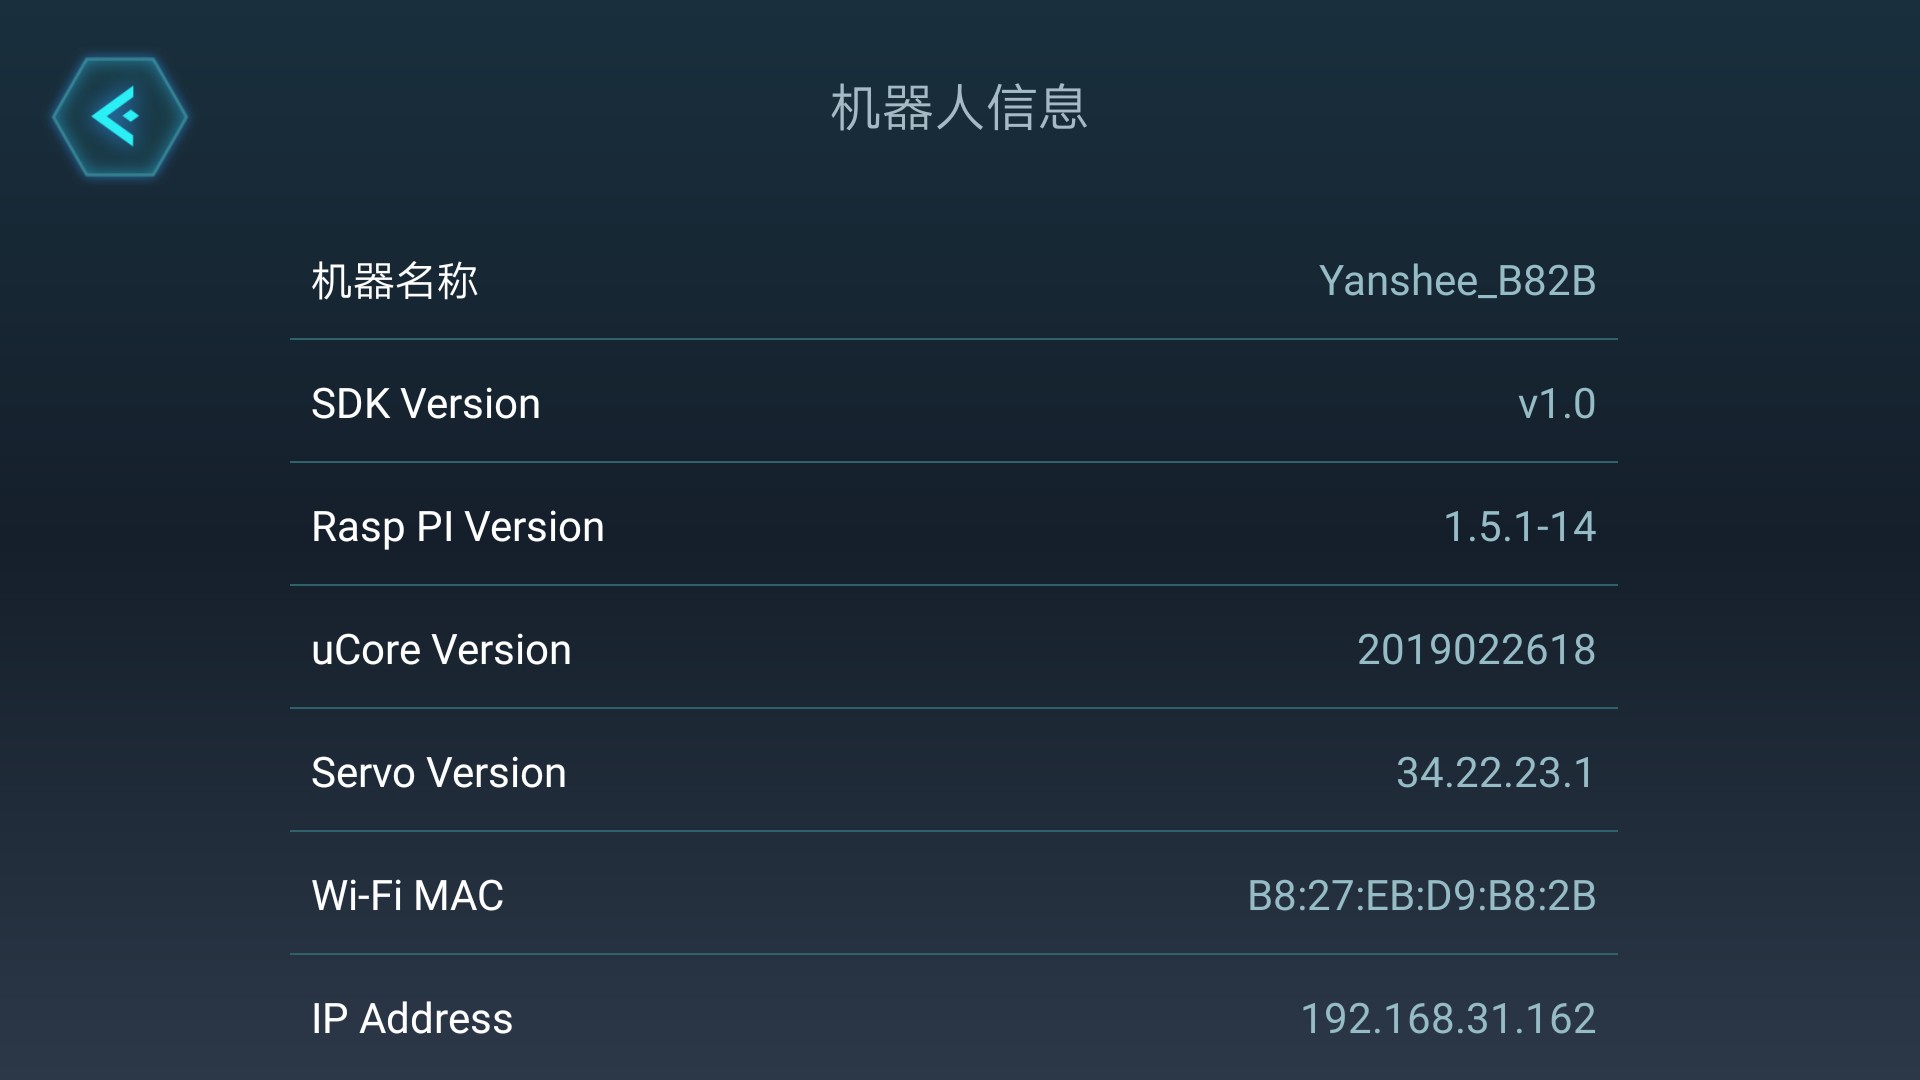 机器人信息
机器名称 Yanshee_B82B
SDK Version v1.0
Rasp PI Version 1.5.1-14
uCore Version 2019022618
Servo Version 34.22.23.1
Wi-Fi MAC B8:27:EB:D9:B8:2B
IP Address 192.168.31.162